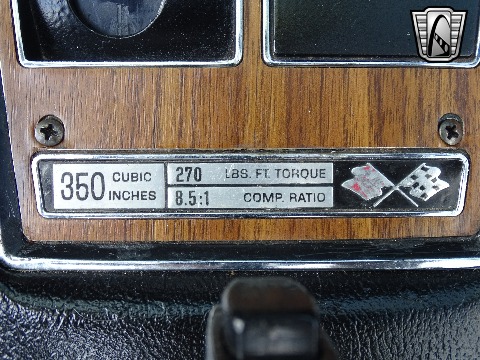 350 CUBIC INCHES
270 LBS. FT. TORQUE
8.5:1 COMP. RATIO